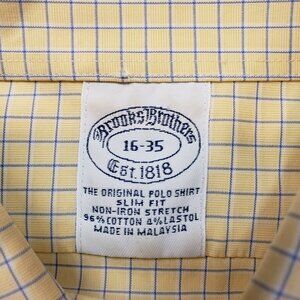 Brooks Brothers
16-35
Est. 1818
THE ORIGINAL POLO SHIRT
SLIM FIT
NON-IRON STRETCH
96% COTTON 4% LASTOL
MADE IN MALAYSIA